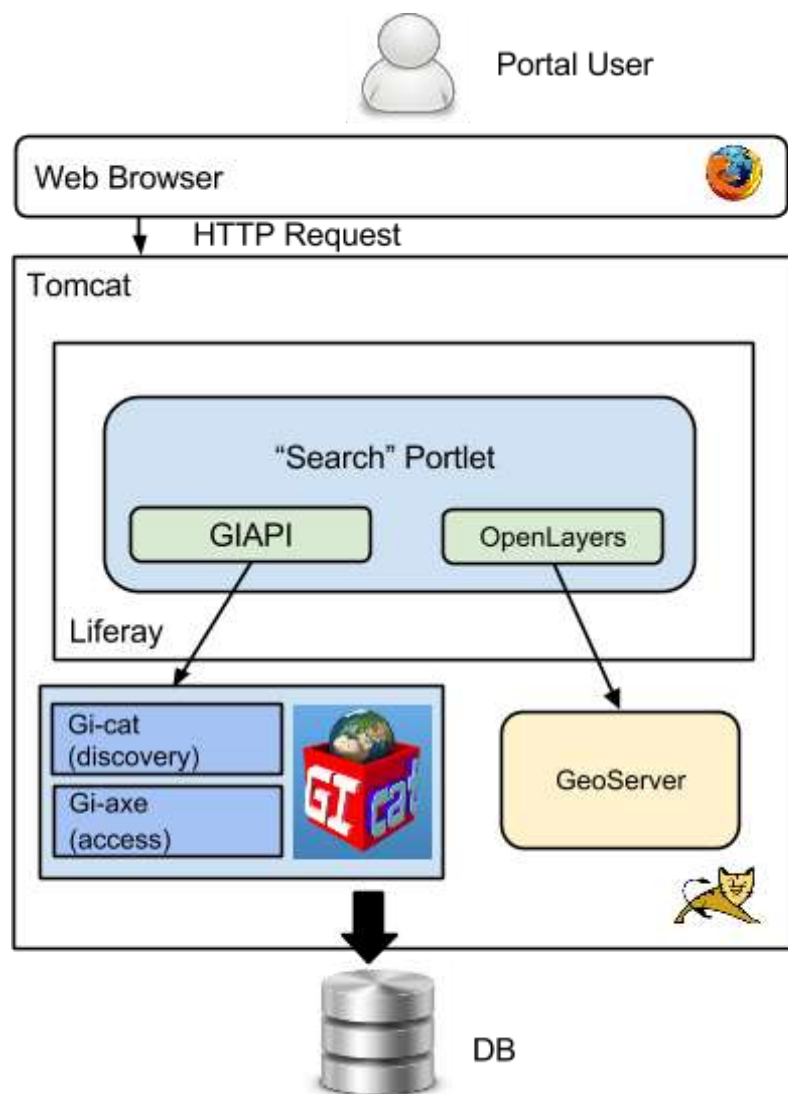 Portal User
Web Browser
HTTP Request
Tomcat
“Search” Portlet
GIAPI
OpenLayers
Liferay
Gi-cat
(discovery)
Gi-axe
(access)
GI cat
GeoServer
DB